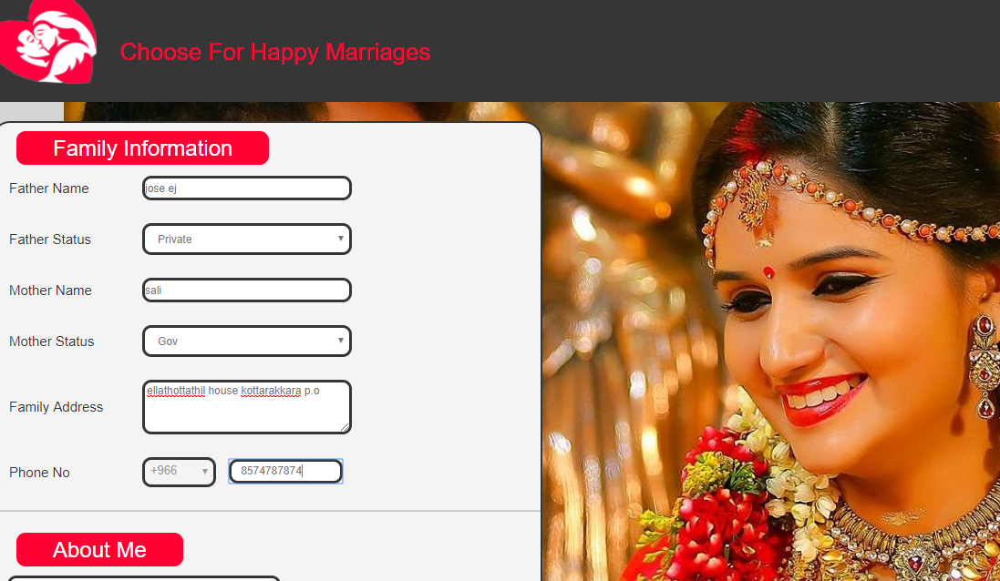 Choose For Happy Marriages
Family Information
Father Name jose ej
Father Status Private
Mother Name sali
Mother Status Gov
Family Address ellathottathil house kottarakkara p.o
Phone No +966 8574787874
About Me